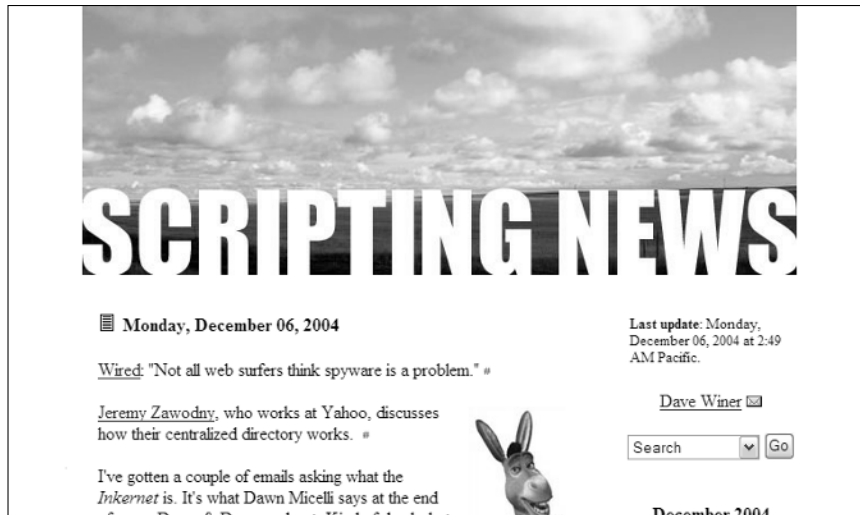 SCRIPTING NEWS
Monday, December 06, 2004
Wired: "Not all web surfers think spyware is a problem." #
Jeremy Zawodny, who works at Yahoo, discusses
how their centralized directory works. #
I've gotten a couple of emails asking what the
Inkernet is. It's what Dawn Micelli says at the end
Last update: Monday,
December 06, 2004 at 2:49
AM Pacific.
Dave Winer
Search Go
December 2004